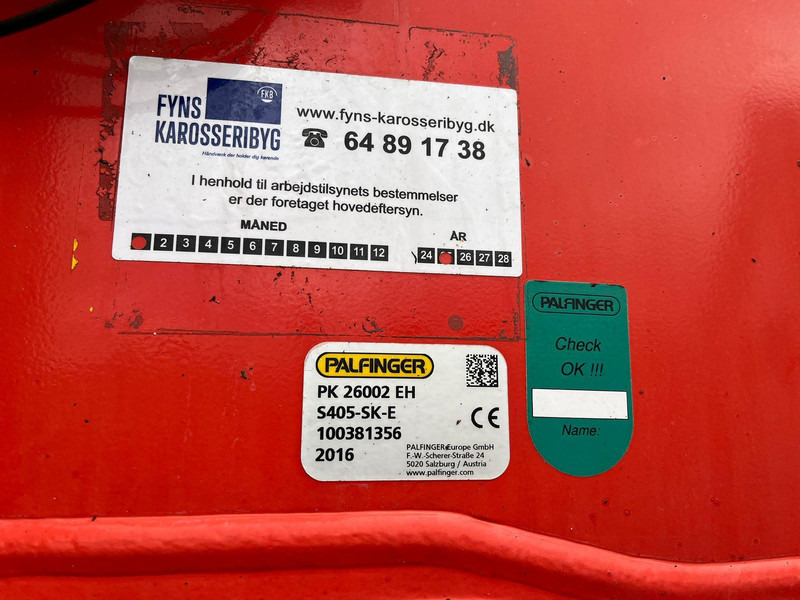 FYNS
KAROSSERIBYG
FKB
Håndværk der holder dig kørende
www.fyns-karosseribyg.dk
☎ 64 89 17 38
I henhold til arbejdstilsynets bestemmelser
er der foretaget hovedeftersyn.
MÅNED
2 3 4 5 6 7 8 9 10 11 12
ÅR
24 26 27 28
PALFINGER
PK 26002 EH
S405-SK-E
100381356
2016
CE
PALFINGER Europe GmbH
F.-W.-Scherer-Straße 24
5020 Salzburg / Austria
www.palfinger.com
PALFINGER
Check
OK !!!
Name: